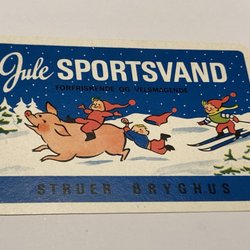 Jule SPORTSVAND
FORFRISKENDE OG VELSMAGENDE
STRUER BRYGHUS